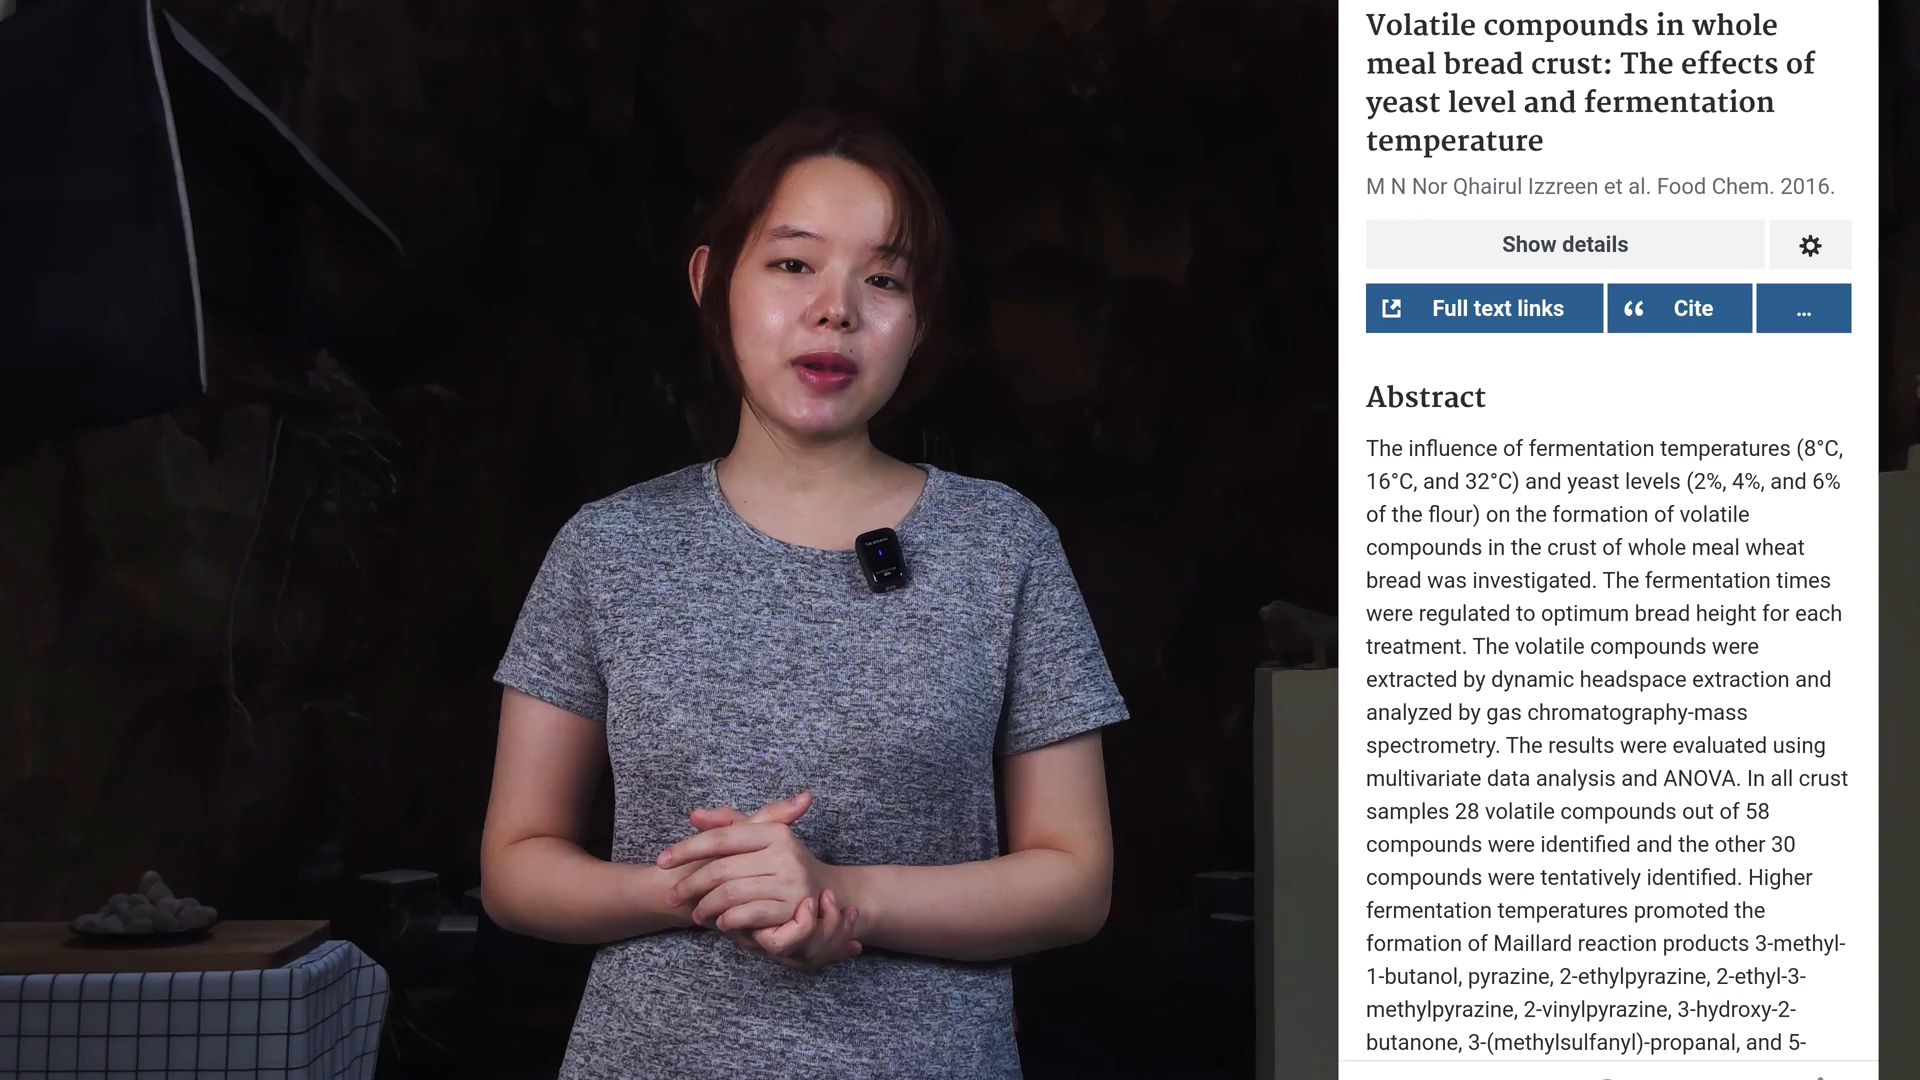 Volatile compounds in whole
meal bread crust: The effects of
yeast level and fermentation
temperature
M N Nor Qhairul Izzreen et al. Food Chem. 2016.
Show details
Full text links
Cite
...
Abstract
The influence of fermentation temperatures (8°C,
16°C, and 32°C) and yeast levels (2%, 4%, and 6%
of the flour) on the formation of volatile
compounds in the crust of whole meal wheat
bread was investigated. The fermentation times
were regulated to optimum bread height for each
treatment. The volatile compounds were
extracted by dynamic headspace extraction and
analyzed by gas chromatography-mass
spectrometry. The results were evaluated using
multivariate data analysis and ANOVA. In all crust
samples 28 volatile compounds out of 58
compounds were identified and the other 30
compounds were tentatively identified. Higher
fermentation temperatures promoted the
formation of Maillard reaction products 3-methyl-
1-butanol, pyrazine, 2-ethylpyrazine, 2-ethyl-3-
methylpyrazine, 2-vinylpyrazine, 3-hydroxy-2-
butanone, 3-(methylsulfanyl)-propanal, and 5-